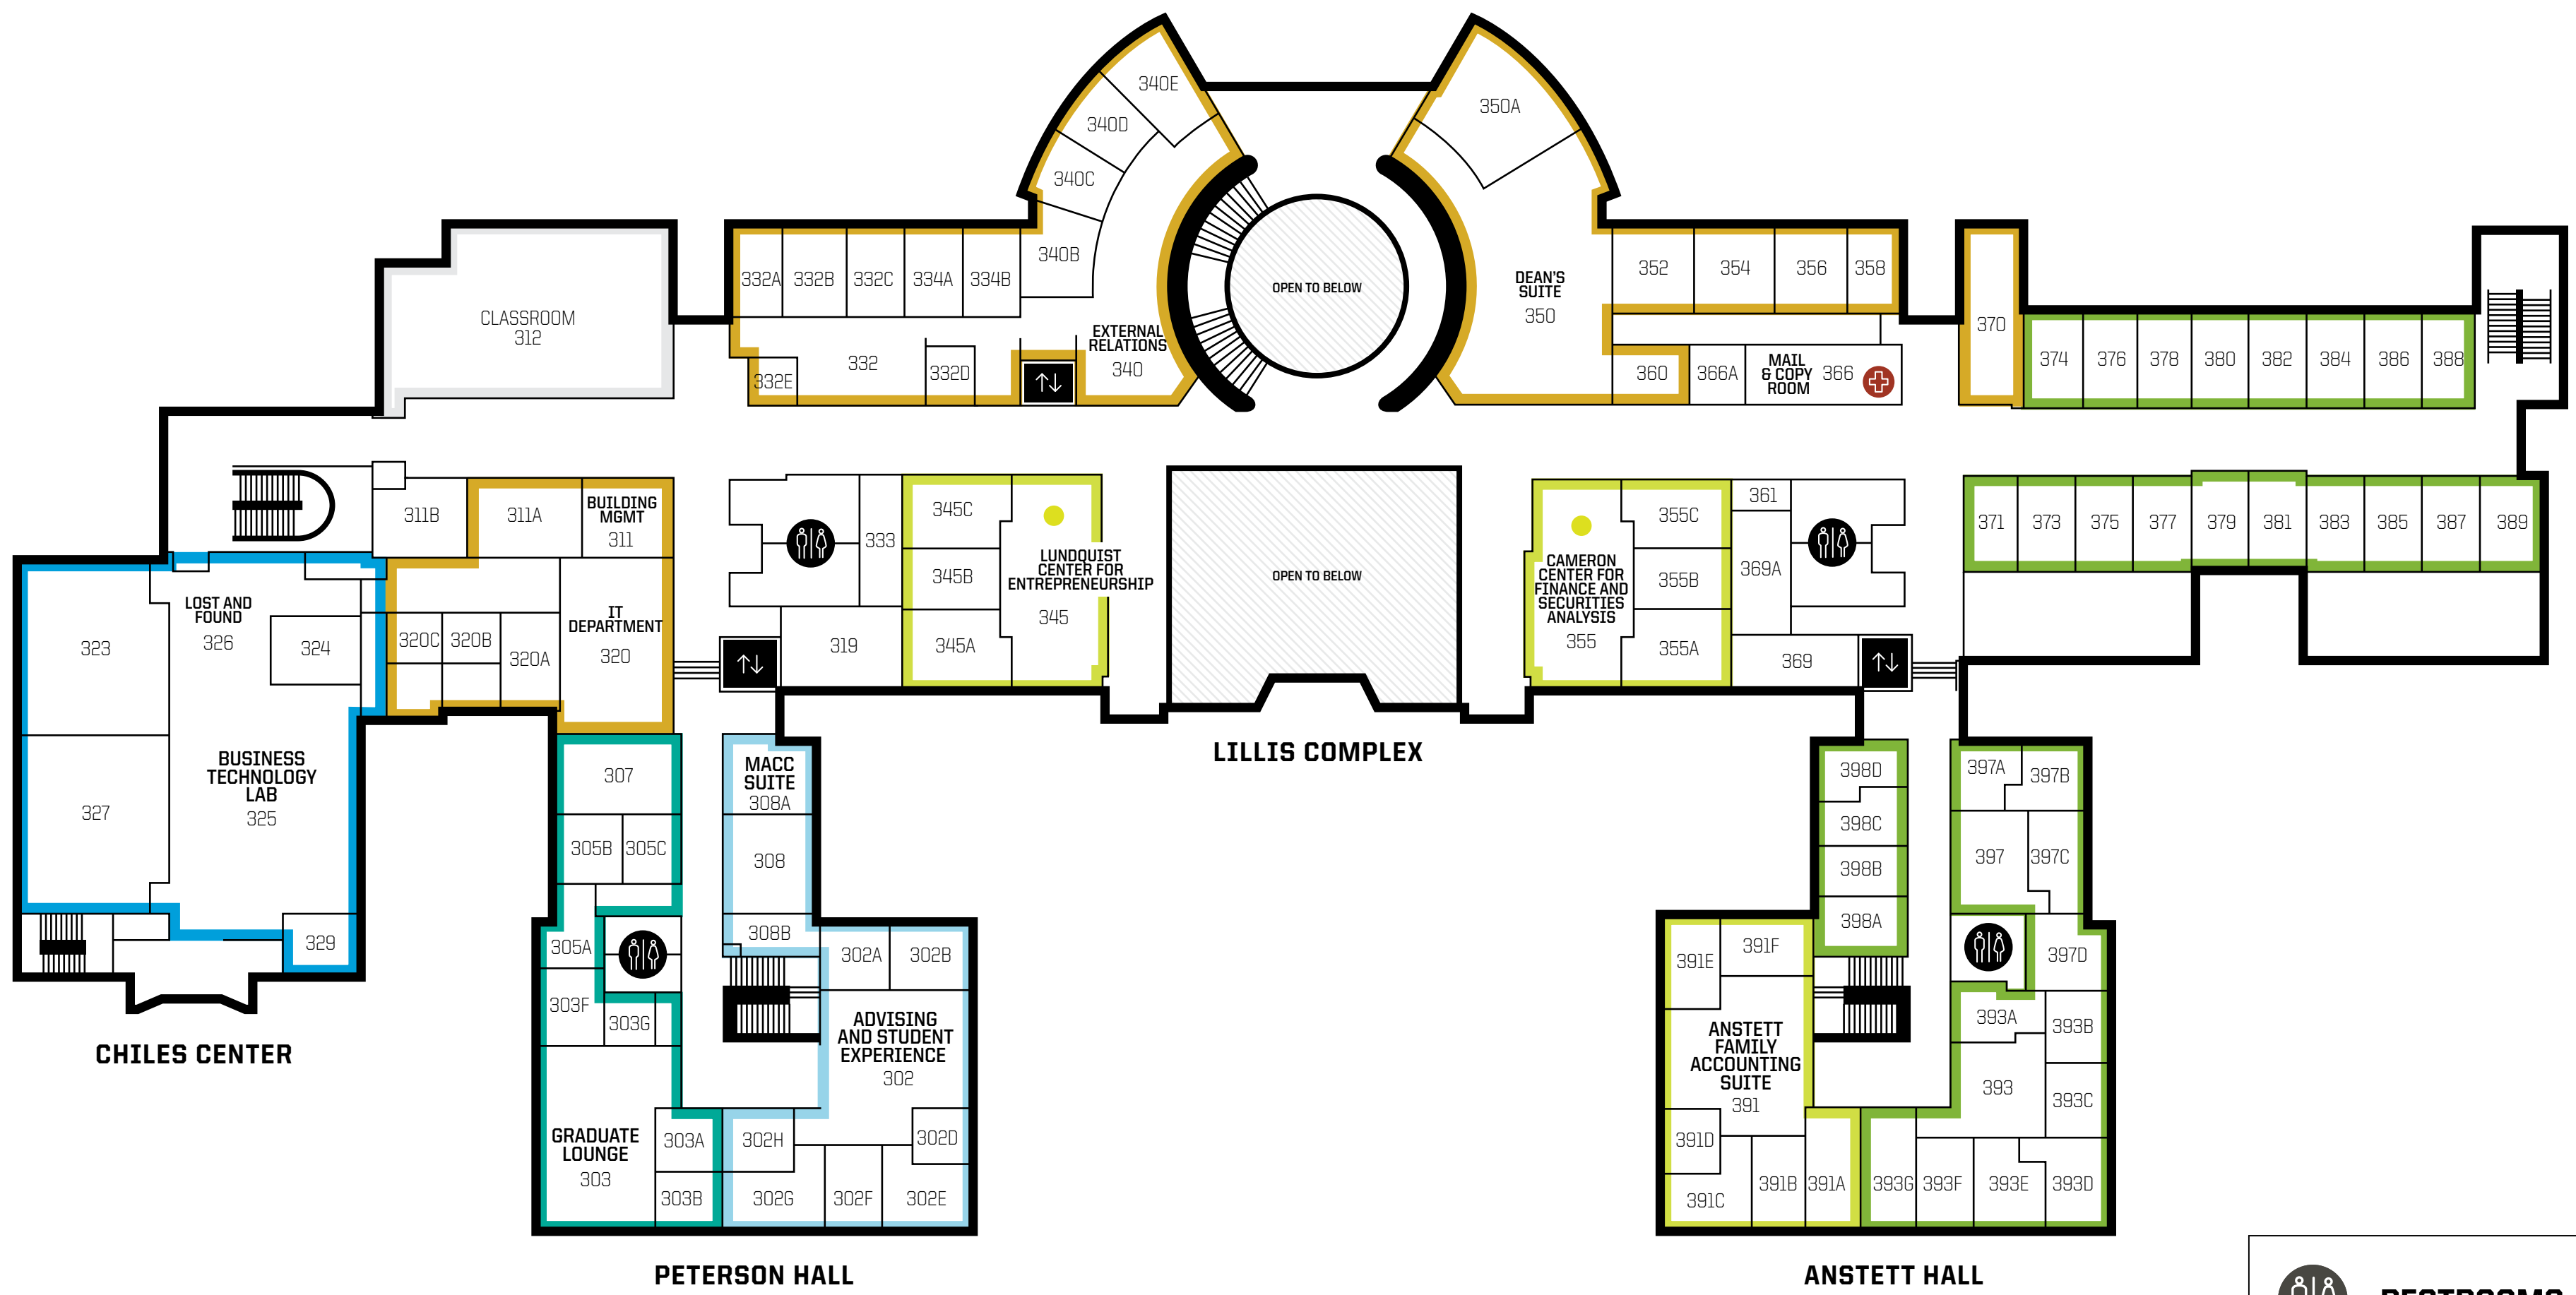 340E
350A
340D
340C
340B
332A
332B
332C
334A
334B
OPEN TO BELOW
DEAN'S
SUITE
350
352
354
356
358
370
CLASSROOM
312
EXTERNAL
RELATIONS
340
332
332E
332D
360
366A
MAIL
& COPY
ROOM
366
374
376
378
380
382
384
386
388
311B
311A
BUILDING
MGMT
311
333
345C
345B
345A
LUNDQUIST
CENTER FOR
ENTREPRENEURSHIP
345
319
OPEN TO BELOW
CAMERON
CENTER FOR
FINANCE AND
SECURITIES
ANALYSIS
355
355C
355B
355A
361
369A
369
371
373
375
377
379
381
383
385
387
389
LOST AND
FOUND
326
323
324
320C
320B
320A
IT
DEPARTMENT
320
BUSINESS
TECHNOLOGY
LAB
325
327
329
CHILES CENTER
LILLIS COMPLEX
307
305B
305C
305A
303F
303G
GRADUATE
LOUNGE
303
303A
303B
MACC
SUITE
308A
308
308B
302A
302B
ADVISING
AND STUDENT
EXPERIENCE
302
302H
302D
302G
302F
302E
PETERSON HALL
398D
398C
398B
398A
397A
397B
397
397C
397D
391E
391F
ANSTETT
FAMILY
ACCOUNTING
SUITE
391
391D
391C
391B
391A
393A
393B
393
393C
393G
393F
393E
393D
ANSTETT HALL
RESTROOMS